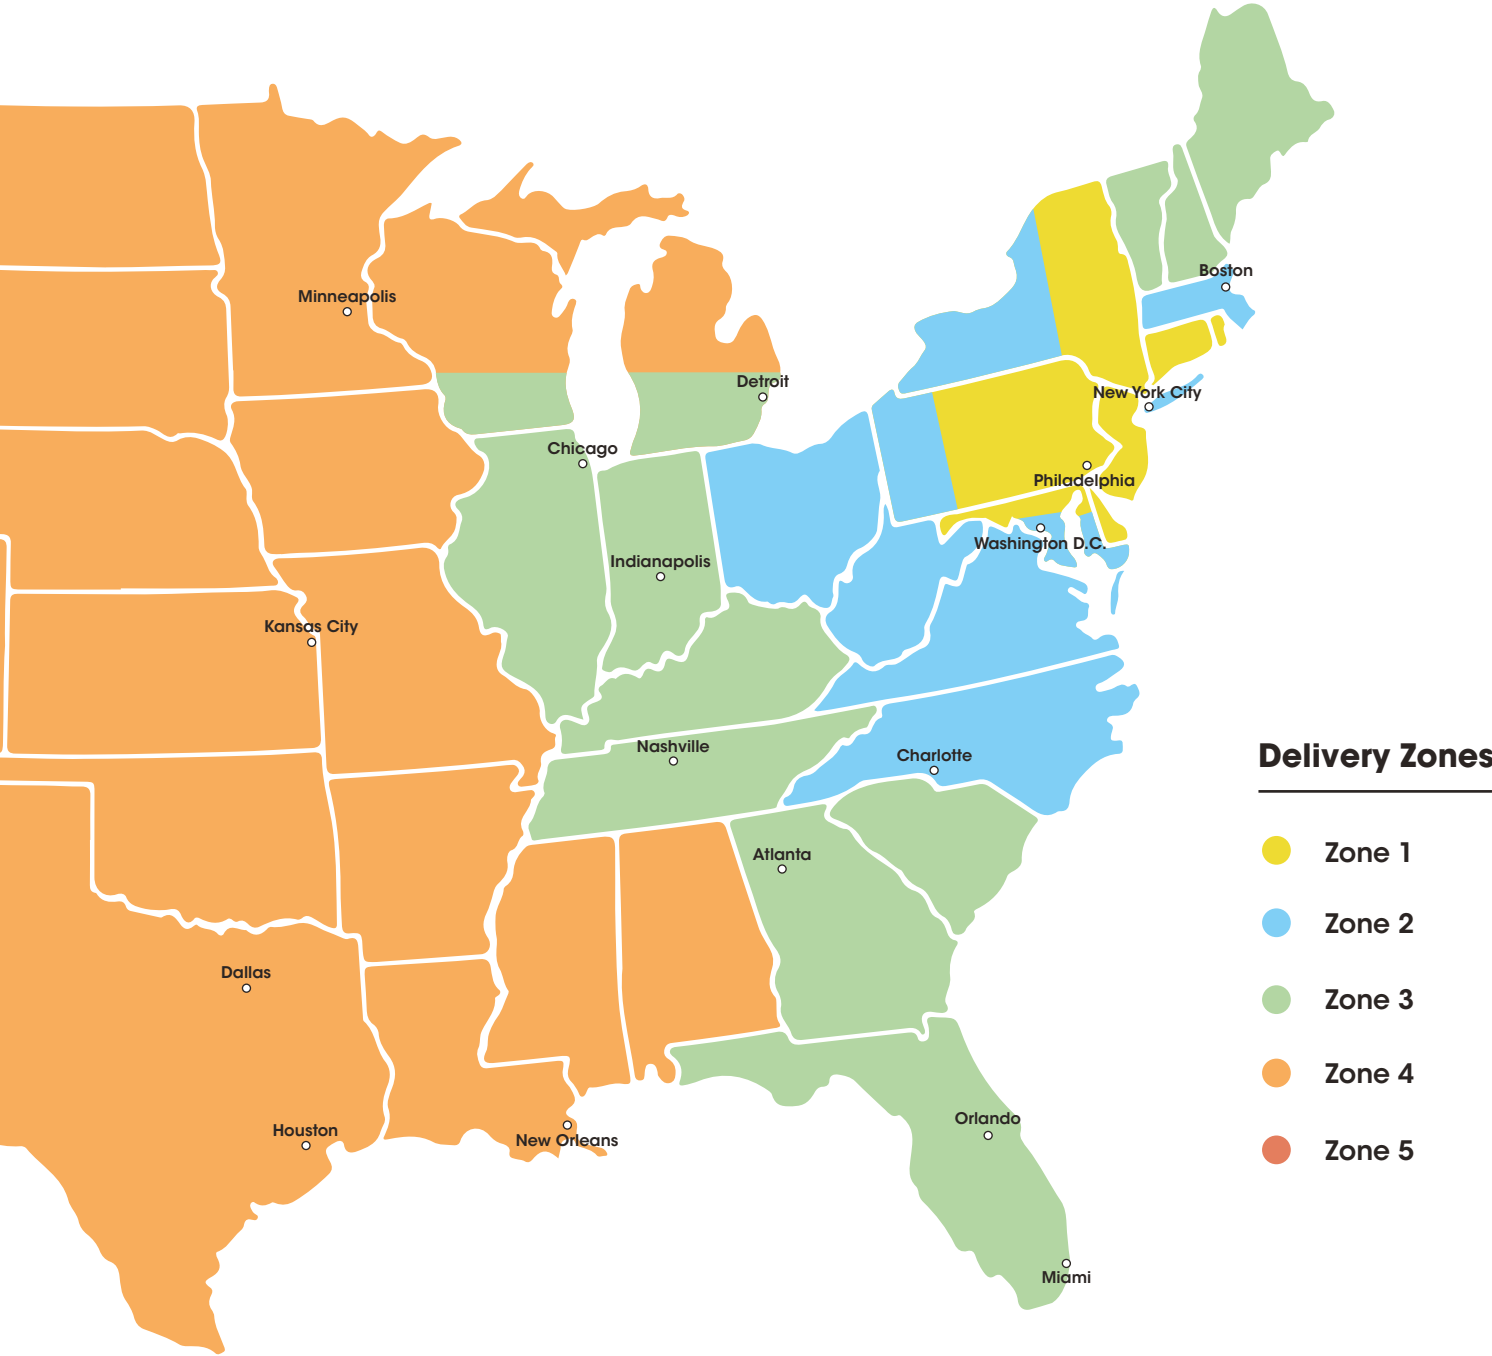 Boston
Minneapolis
Detroit
New York City
Chicago
Philadelphia
Washington D.C.
Indianapolis
Kansas City
Nashville
Charlotte
Delivery Zones
Zone 1
Atlanta
Zone 2
Dallas
Zone 3
Zone 4
Orlando
Houston
New Orleans
Zone 5
Miami